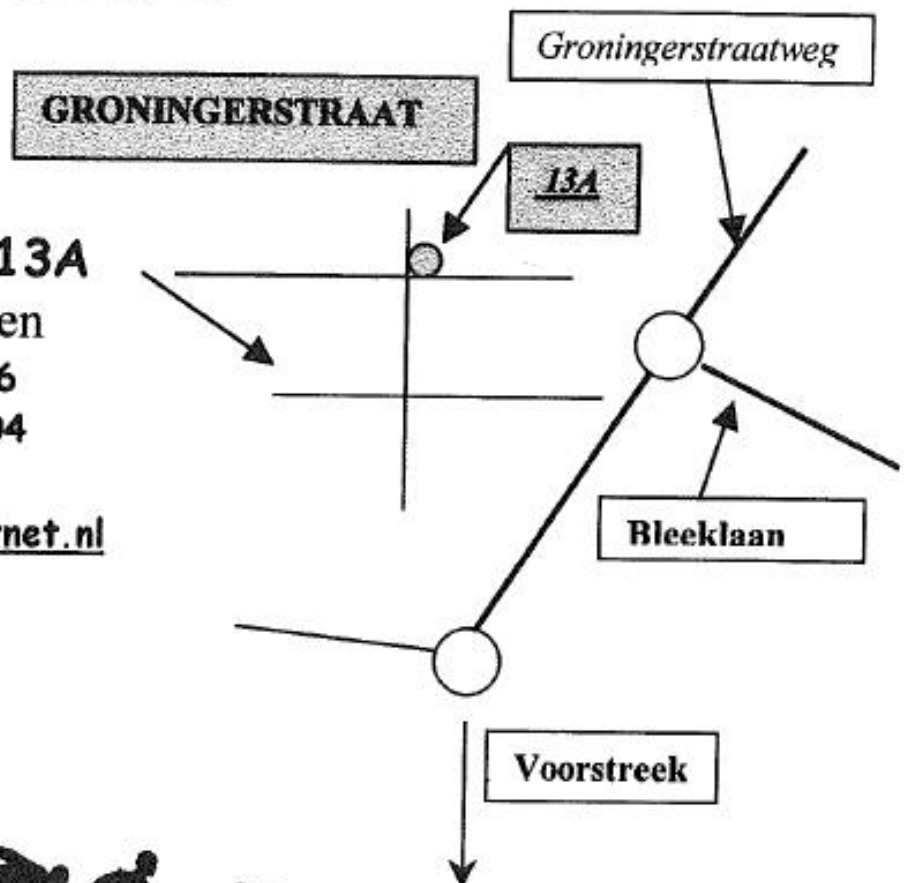 Groningerstraatweg
GRONINGERSTRAAT
13A
13A
en
6
04
rnet.nl
Bleeklaan
Voorstreek